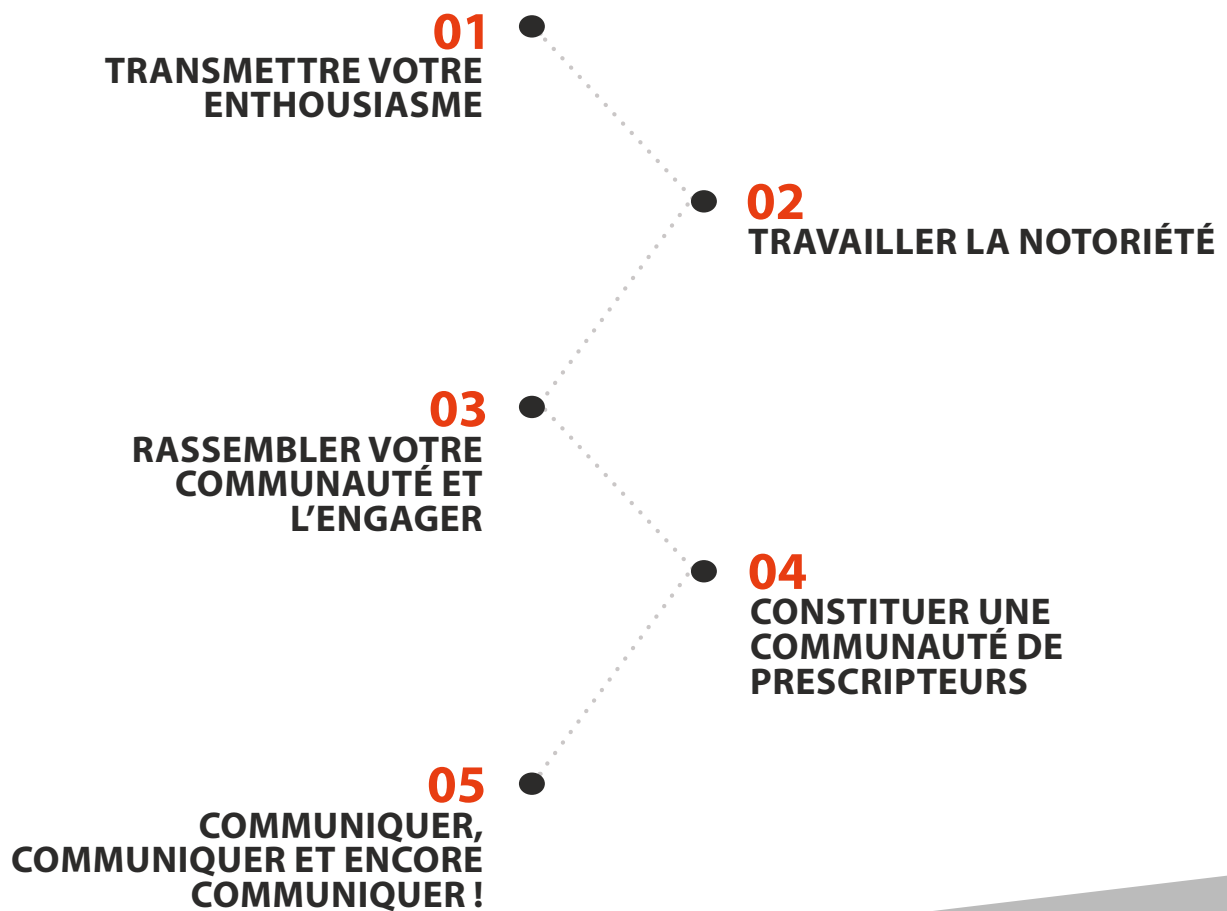 01
TRANSMETTRE VOTRE
ENTHOUSIASME
02
TRAVAILLER LA NOTORIÉTÉ
03
RASSEMBLER VOTRE
COMMUNAUTÉ ET
L’ENGAGER
04
CONSTITUER UNE
COMMUNAUTÉ DE
PRESCRIPTEURS
05
COMMUNIQUER,
COMMUNIQUER ET ENCORE
COMMUNIQUER !